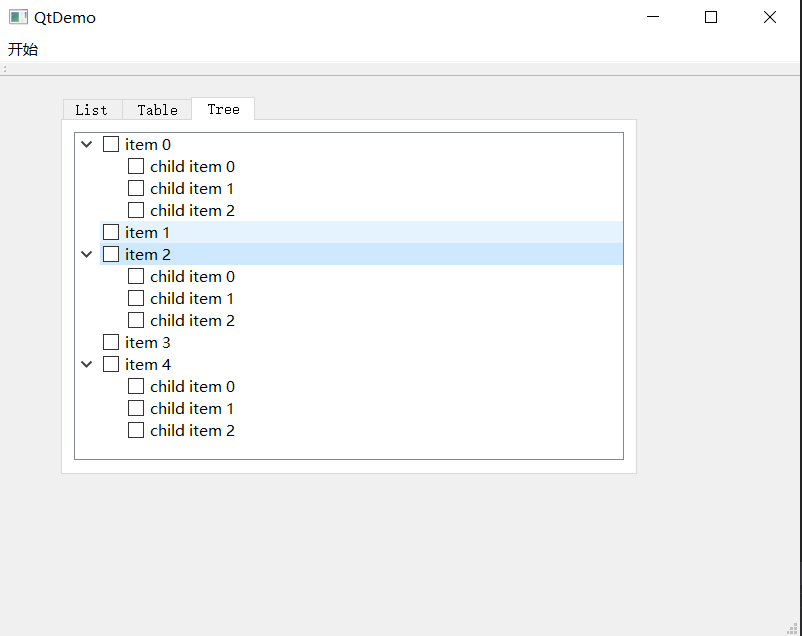 QtDemo
开始
List Table Tree
item 0
child item 0
child item 1
child item 2
item 1
item 2
child item 0
child item 1
child item 2
item 3
item 4
child item 0
child item 1
child item 2